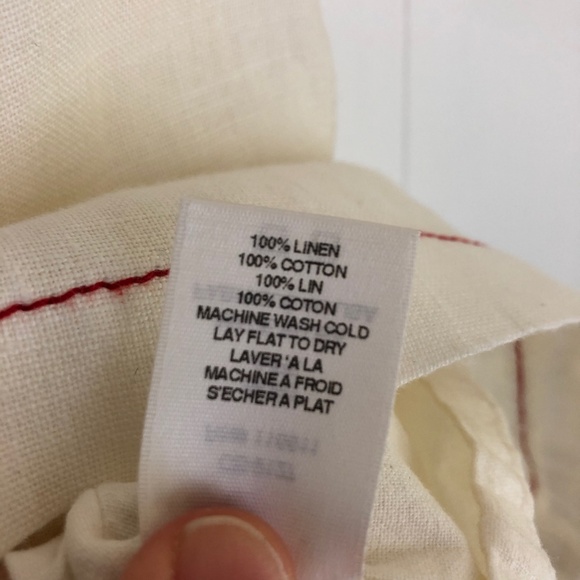 100% LINEN
100% COTTON
100% LIN
100% COTON
MACHINE WASH COLD
LAY FLAT TO DRY
LAVER 'A LA
MACHINE A FROID
S'ECHER A PLAT